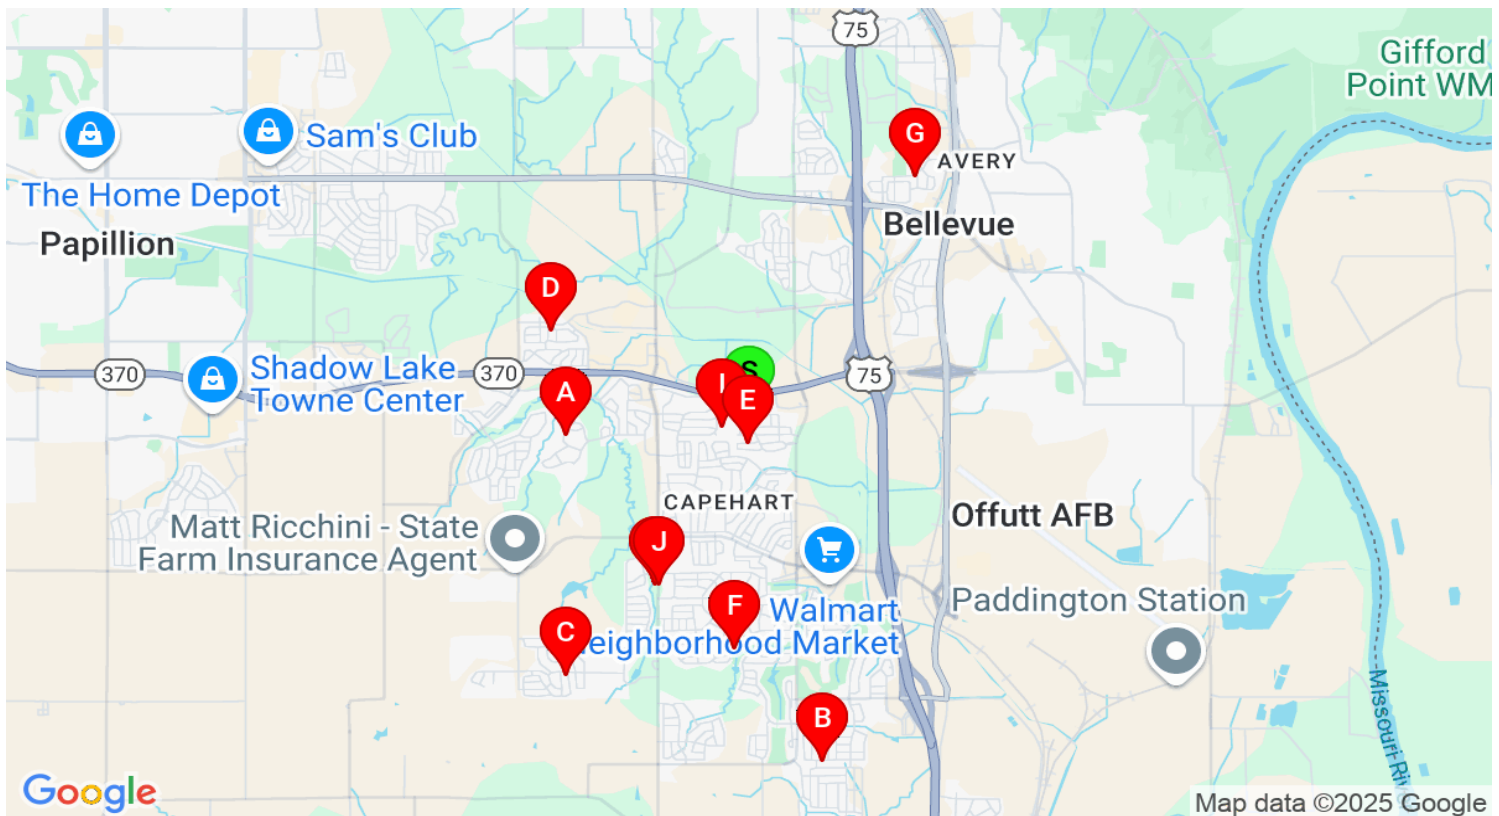 75
Gifford
Point WM
G
AVERY
Sam's Club
The Home Depot
Papillion
Bellevue
D
S
370
Shadow Lake
Towne Center
370
75
A
I
E
CAPEHART
Offutt AFB
Matt Ricchini - State
Farm Insurance Agent
J
Paddington Station
F
Walmart
eighborhood Market
C
B
Missouri Riv
Google
Map data ©2025 Google